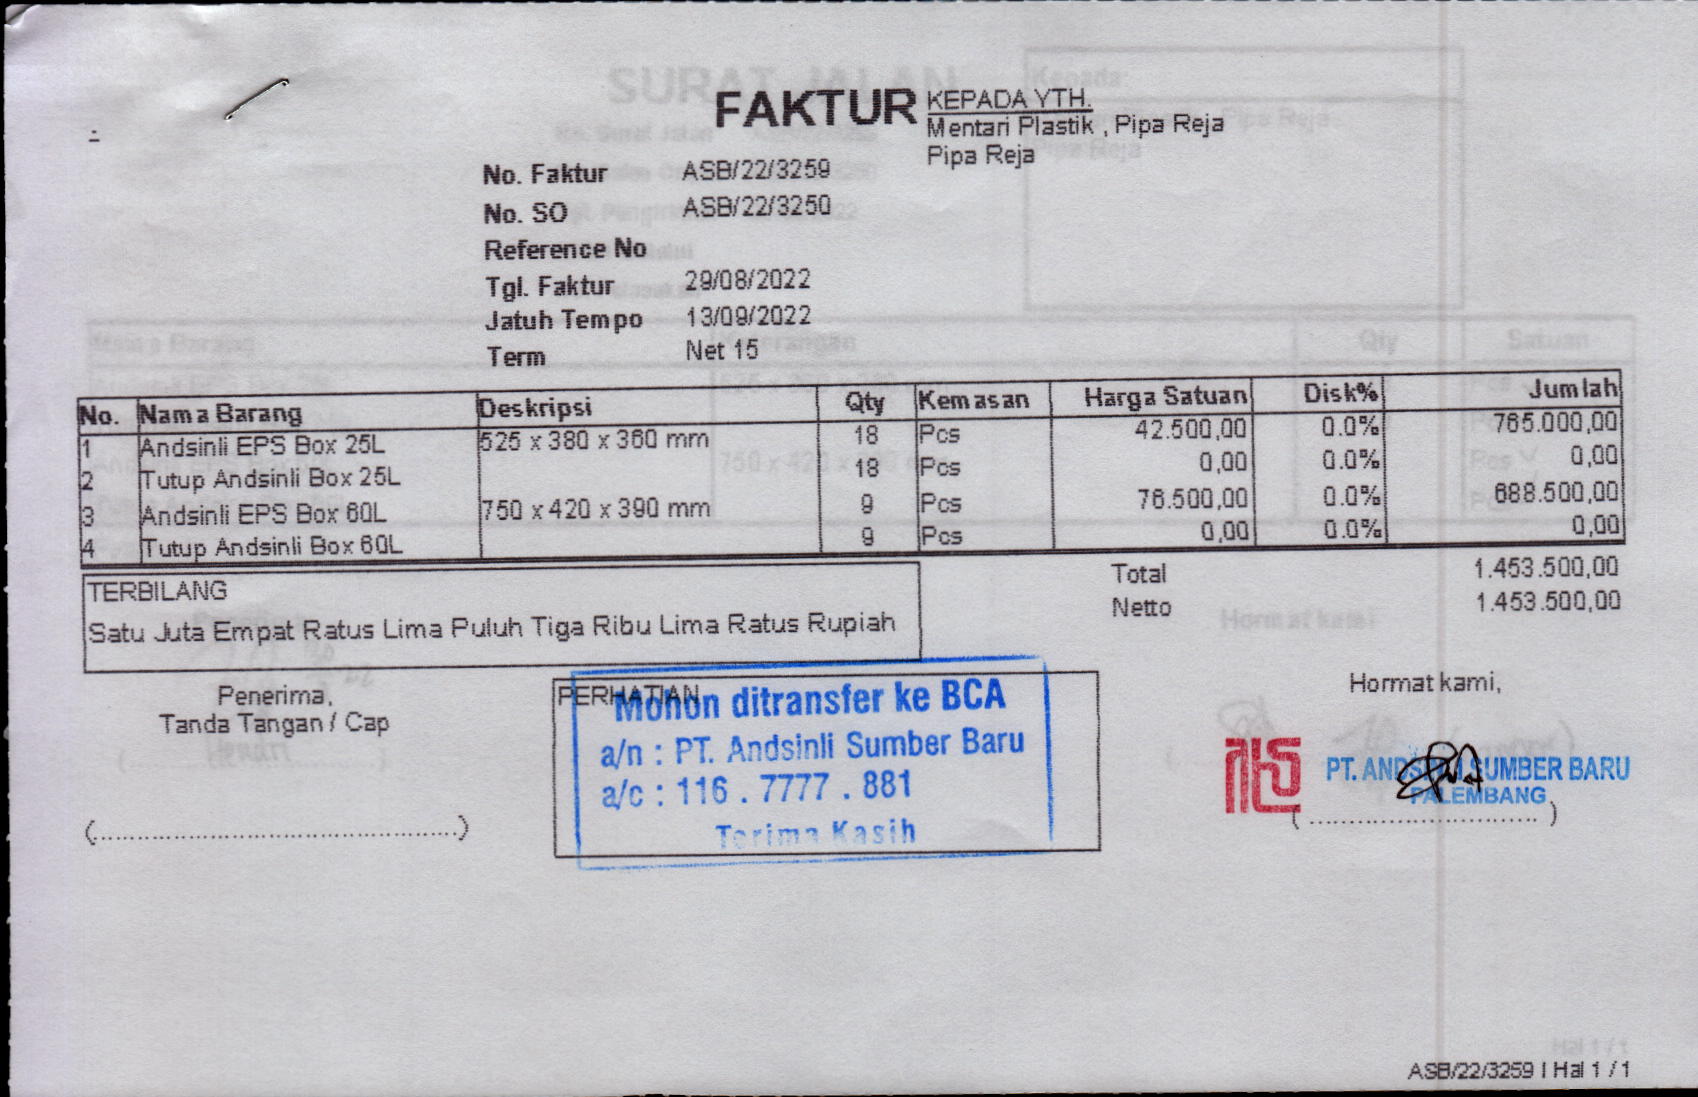 FAKTUR
KEPADA YTH.
Mentari Plastik , Pipa Reja
Pipa Reja
No. Faktur ASB/22/3259
No. SO ASB/22/3250
Reference No
Tgl. Faktur 29/08/2022
Jatuh Tempo 13/09/2022
Term Net 15
No. Nama Barang Deskripsi Qty Kemasan Harga Satuan Disk% Jumlah
1 Andsinli EPS Box 25L 525 x 380 x 360 mm 18 Pcs 42.500,00 0.0% 765.000,00
2 Tutup Andsinli Box 25L 18 Pcs 0,00 0.0% 0,00
3 Andsinli EPS Box 60L 750 x 420 x 390 mm 9 Pcs 76.500,00 0.0% 688.500,00
4 Tutup Andsinli Box 60L 9 Pcs 0,00 0.0% 0,00
Total 1.453.500,00
Netto 1.453.500,00
TERBILANG
Satu Juta Empat Ratus Lima Puluh Tiga Ribu Lima Ratus Rupiah
Penerima,
Tanda Tangan / Cap
(................................................)
PERHATIAN
Mohon ditransfer ke BCA
a/n : PT. Andsinli Sumber Baru
a/c : 116 . 7777 . 881
Terima Kasih
Hormat kami,
PT. ANDSINLI SUMBER BARU
PALEMBANG
(..............................)
ASB/22/3259 | Hal 1 / 1